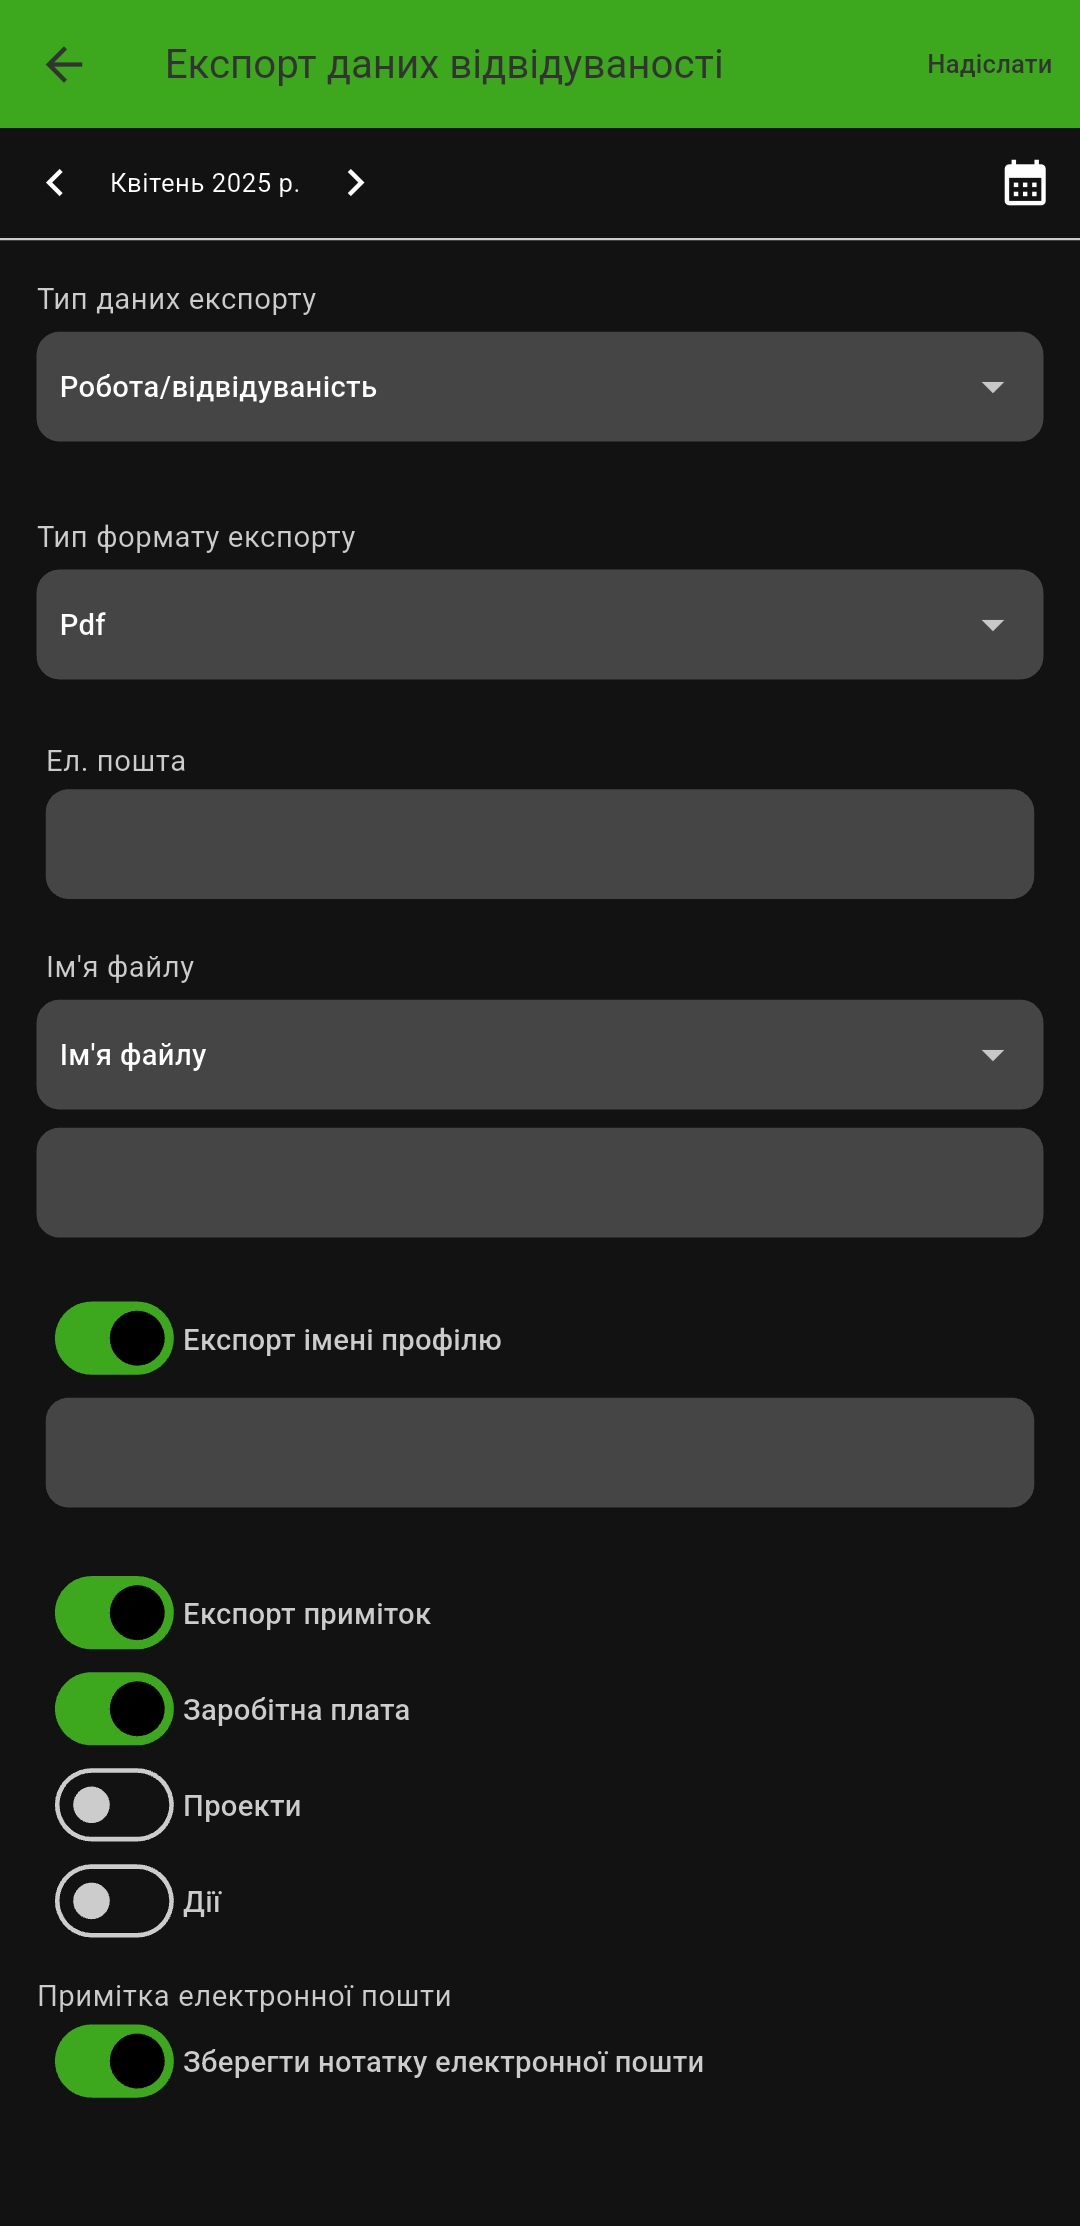 Експорт даних відвідуваності
Надіслати
Квітень 2025 р.
Тип даних експорту
Робота/відвідуваність
Тип формату експорту
Pdf
Ел. пошта
Ім'я файлу
Ім'я файлу
Експорт імені профілю
Експорт приміток
Заробітна плата
Проекти
Дії
Примітка електронної пошти
Зберегти нотатку електронної пошти